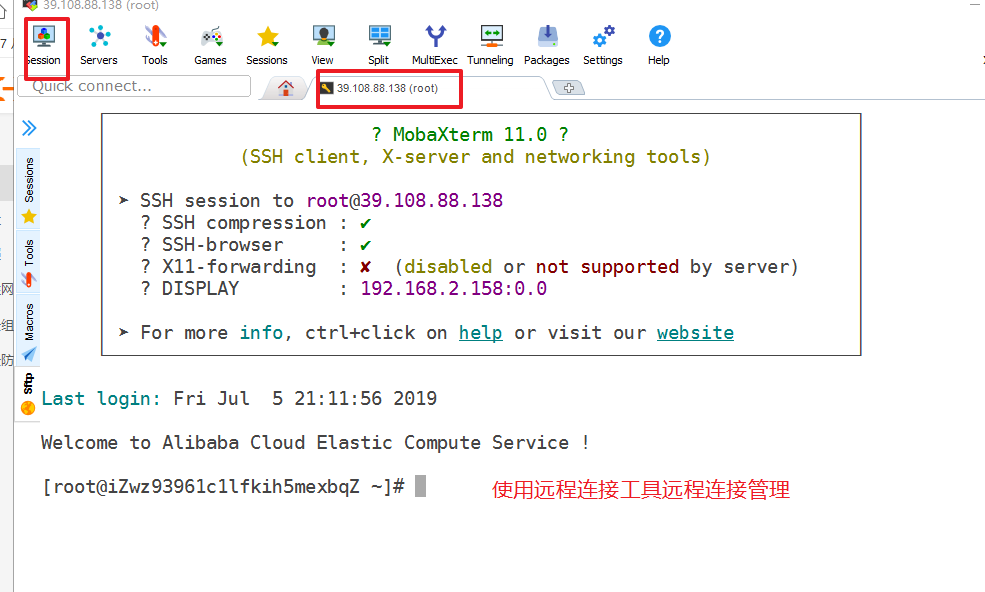 39.108.88.138 (root)
Session Servers Tools Games Sessions View Split MultiExec Tunneling Packages Settings Help
Quick connect...
39.108.88.138 (root)
? MobaXterm 11.0 ?
(SSH client, X-server and networking tools)
➤ SSH session to root@39.108.88.138
? SSH compression : ✔
? SSH-browser : ✔
? X11-forwarding : ✘ (disabled or not supported by server)
? DISPLAY : 192.168.2.158:0.0
➤ For more info, ctrl+click on help or visit our website
Sessions
Tools
Macros
Sftp
网
组
防
Last login: Fri Jul 5 21:11:56 2019
Welcome to Alibaba Cloud Elastic Compute Service !
[root@iZwz93961c1lfkih5mexbqZ ~]#
使用远程连接工具远程连接管理